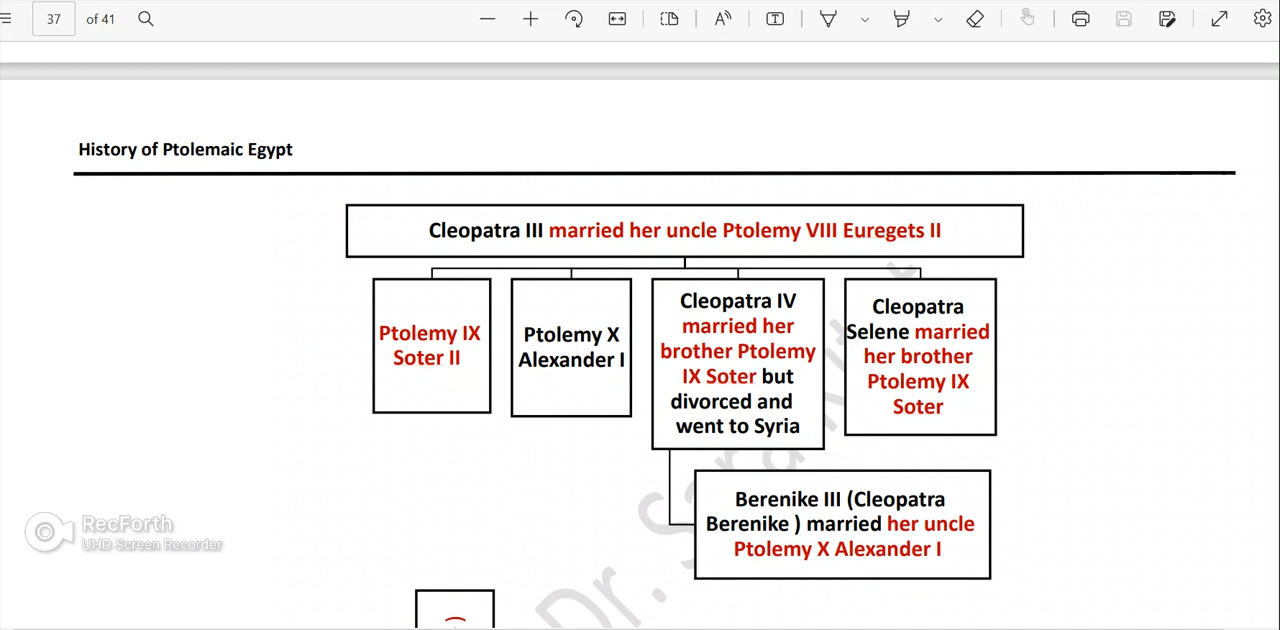 37 of 41
History of Ptolemaic Egypt
Cleopatra III married her uncle Ptolemy VIII Euregets II
Ptolemy IX
Soter II
Ptolemy X
Alexander I
Cleopatra IV
married her
brother Ptolemy
IX Soter but
divorced and
went to Syria
Cleopatra
Selene married
her brother
Ptolemy IX
Soter
Berenike III (Cleopatra
Berenike ) married her uncle
Ptolemy X Alexander I
RecForth
UHD Screen Recorder
Dr.